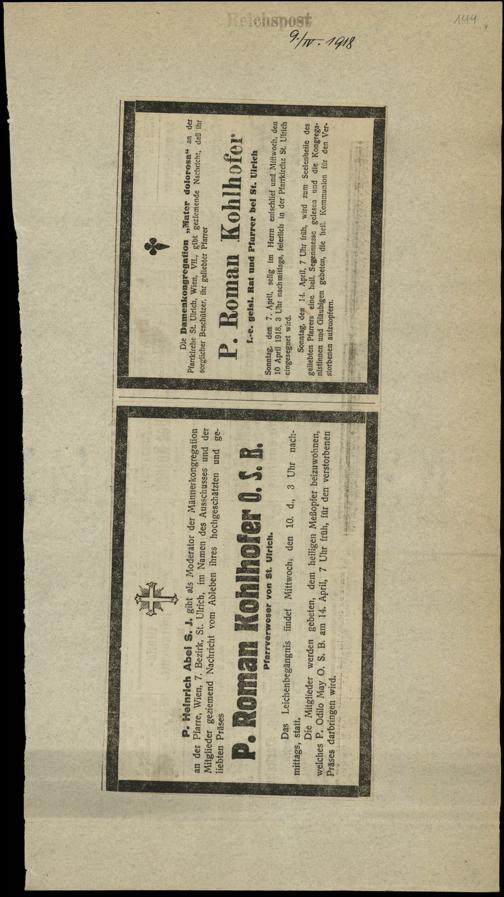 Reichspost
9/IV. 1918
144
Die Damenkongregation „Mater dolorosa“ an der
Pfarrkirche St. Ulrich, Wien, VII., gibt geziemende Nachricht, daß ihr
sorglicher Beschützer, ihr geliebter Pfarrer
P. Roman Kohlhofer
f.-e. geistl. Rat und Pfarrer bei St. Ulrich
Sonntag, den 7. April, selig im Herrn entschlief und Mittwoch, den
10 April 1918, 3 Uhr nachmittags, feierlich in der Pfarrkirche St. Ulrich
eingesegnet wird.
Sonntag, den 14. April, 7 Uhr früh, wird zum Seelenheile des
geliebten Pfarrers eine heil. Segenmesse gelesen und die Kongrega-
nistinnen und Gläubigen gebeten, die heil. Kommunion für den Ver-
storbenen aufzuopfern.
P. Heinrich Abel S. J. gibt als Moderator der Männerkongregation
an der Pfarre, Wien, 7. Bezirk, St. Ulrich, im Namen des Ausschusses und der
Mitglieder geziemend Nachricht vom Ableben ihres hochgeschätzten und ge-
liebten Präses
P. Roman Kohlhofer O. S. B.
Pfarrverweser von St. Ulrich.
Das Leichenbegängnis findet Mittwoch, den 10. d., 3 Uhr nach-
mittags, statt.
Die Mitglieder werden gebeten, dem heiligen Meßopfer beizuwohnen,
welches P. Odilo May O. S. B. am 14. April, 7 Uhr früh, für den verstorbenen
Präses darbringen wird.